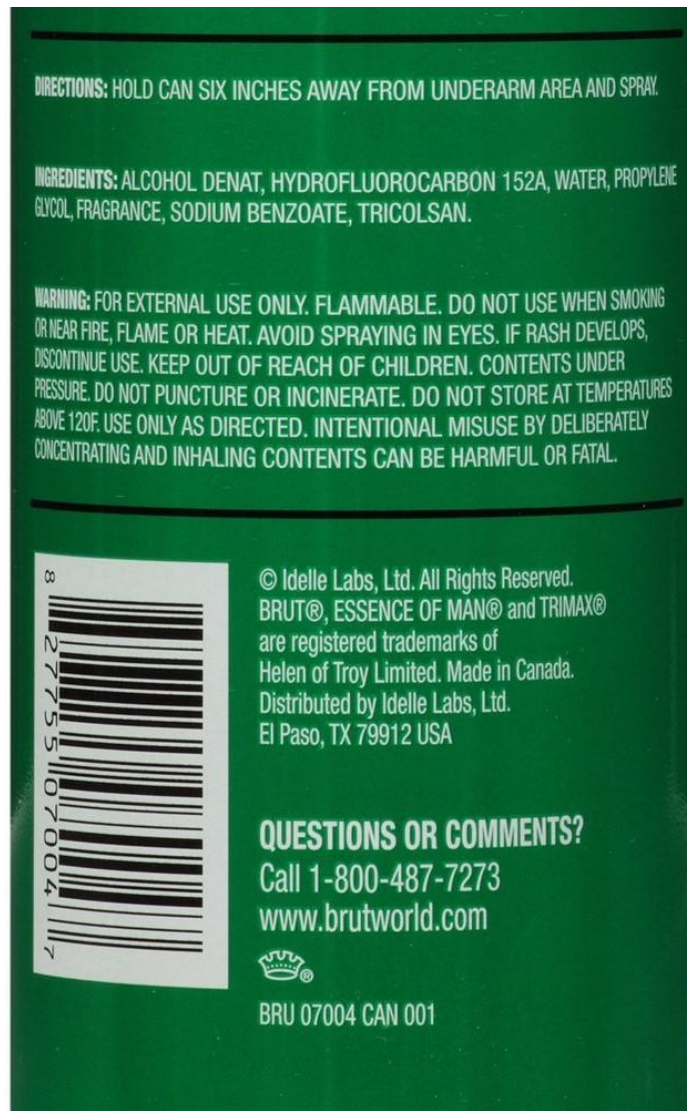 DIRECTIONS: HOLD CAN SIX INCHES AWAY FROM UNDERARM AREA AND SPRAY.
INGREDIENTS: ALCOHOL DENAT, HYDROFLUOROCARBON 152A, WATER, PROPYLENE
GLYCOL, FRAGRANCE, SODIUM BENZOATE, TRICOLSAN.
WARNING: FOR EXTERNAL USE ONLY. FLAMMABLE. DO NOT USE WHEN SMOKING
OR NEAR FIRE, FLAME OR HEAT. AVOID SPRAYING IN EYES. IF RASH DEVELOPS,
DISCONTINUE USE. KEEP OUT OF REACH OF CHILDREN. CONTENTS UNDER
PRESSURE. DO NOT PUNCTURE OR INCINERATE. DO NOT STORE AT TEMPERATURES
ABOVE 120F. USE ONLY AS DIRECTED. INTENTIONAL MISUSE BY DELIBERATELY
CONCENTRATING AND INHALING CONTENTS CAN BE HARMFUL OR FATAL.
8 27755 07004 7
© Idelle Labs, Ltd. All Rights Reserved.
BRUT®, ESSENCE OF MAN® and TRIMAX®
are registered trademarks of
Helen of Troy Limited. Made in Canada.
Distributed by Idelle Labs, Ltd.
El Paso, TX 79912 USA
QUESTIONS OR COMMENTS?
Call 1-800-487-7273
www.brutworld.com
®
BRU 07004 CAN 001